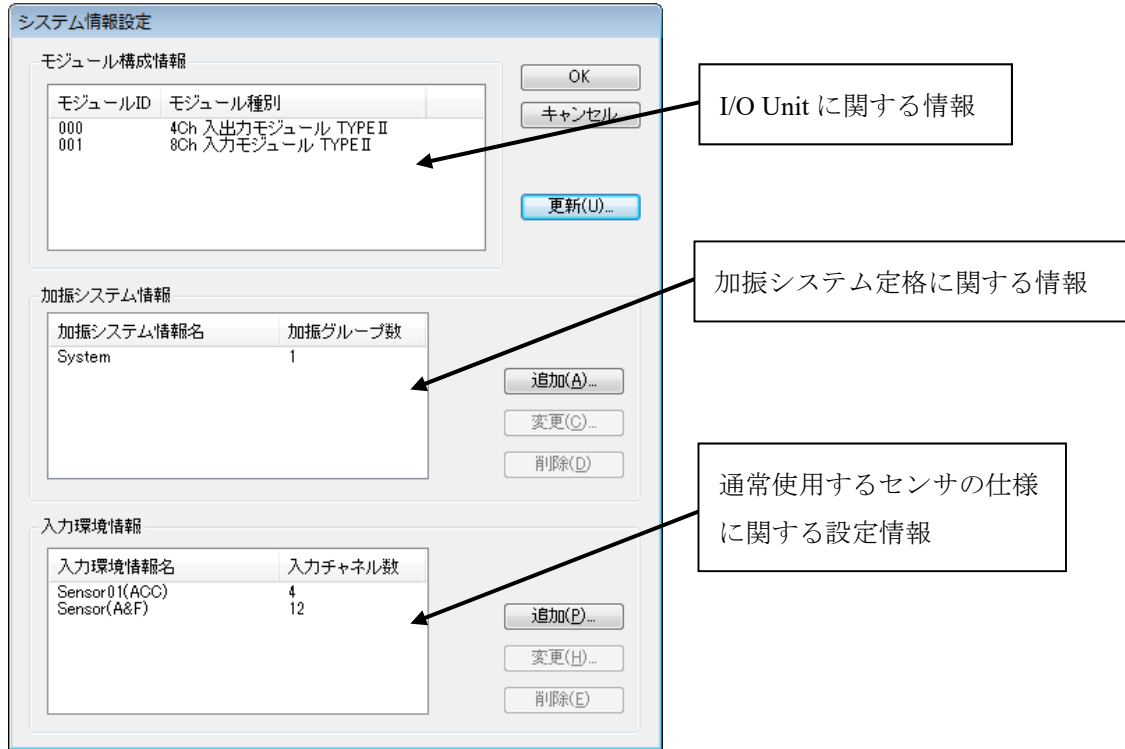 システム情報設定
モジュール構成情報
モジュールID モジュール種別
000 4Ch 入出力モジュール TYPEⅡ
001 8Ch 入力モジュール TYPEⅡ
OK
キャンセル
更新(U)...
I/O Unit に関する情報
加振システム情報
加振システム情報名 加振グループ数
System 1
追加(A)...
変更(C)...
削除(D)
加振システム定格に関する情報
入力環境情報
入力環境情報名 入力チャネル数
Sensor01(ACC) 4
Sensor(A&F) 12
追加(P)...
変更(H)...
削除(E)
通常使用するセンサの仕様
に関する設定情報